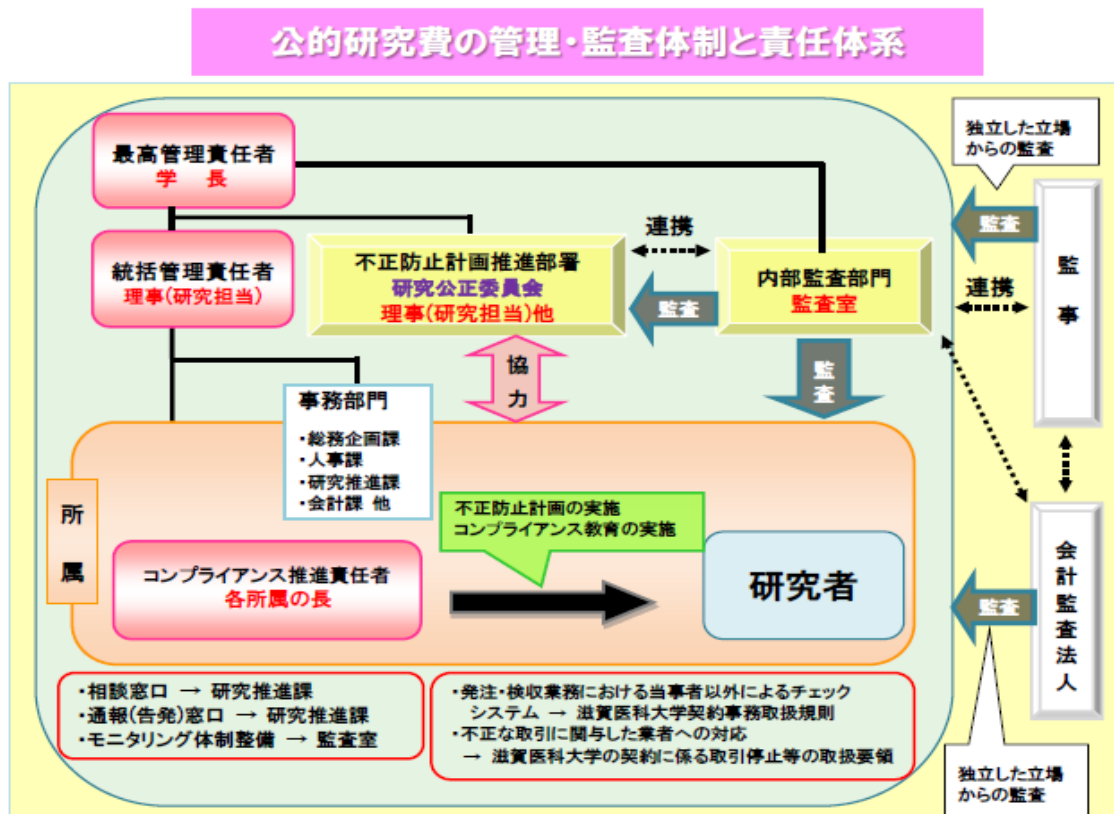 公的研究費の管理・監査体制と責任体系
最高管理責任者
学 長
統括管理責任者
理事(研究担当)
不正防止計画推進部署
研究公正委員会
理事(研究担当)他
連携
監査
内部監査部門
監査室
独立した立場
からの監査
監査
監事
連携
協力
監査
事務部門
・総務企画課
・人事課
・研究推進課
・会計課 他
所属
不正防止計画の実施
コンプライアンス教育の実施
コンプライアンス推進責任者
各所属の長
研究者
監査
会計監査法人
・相談窓口 → 研究推進課
・通報(告発)窓口 → 研究推進課
・モニタリング体制整備 → 監査室
・発注・検収業務における当事者以外によるチェック
システム → 滋賀医科大学契約事務取扱規則
・不正な取引に関与した業者への対応
→ 滋賀医科大学の契約に係る取引停止等の取扱要領
独立した立場
からの監査